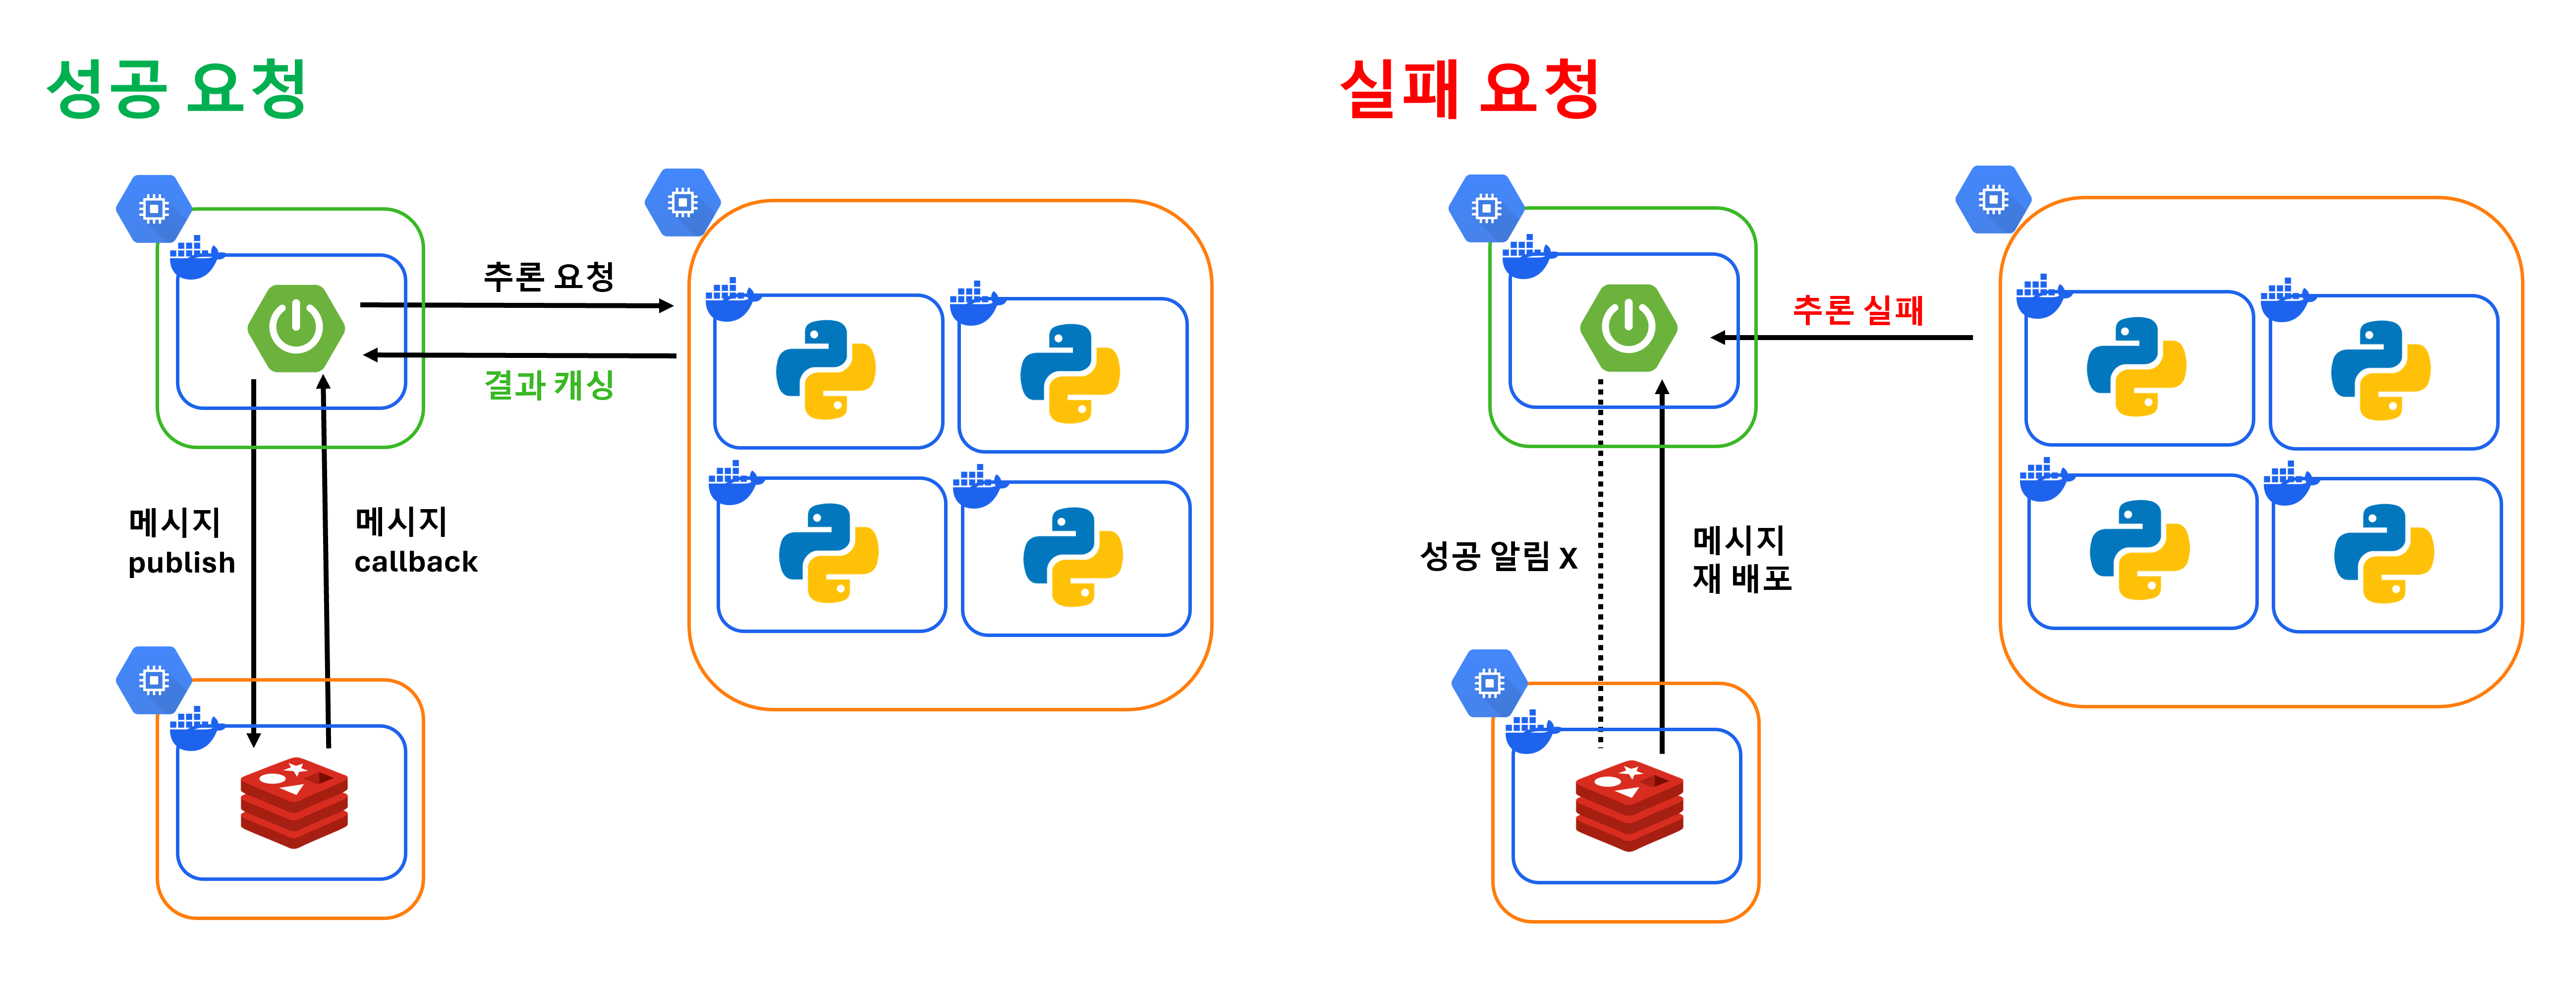 성공 요청
추론 요청
결과 캐싱
메시지
publish
메시지
callback
실패 요청
추론 실패
성공 알림 X
메시지
재 배포